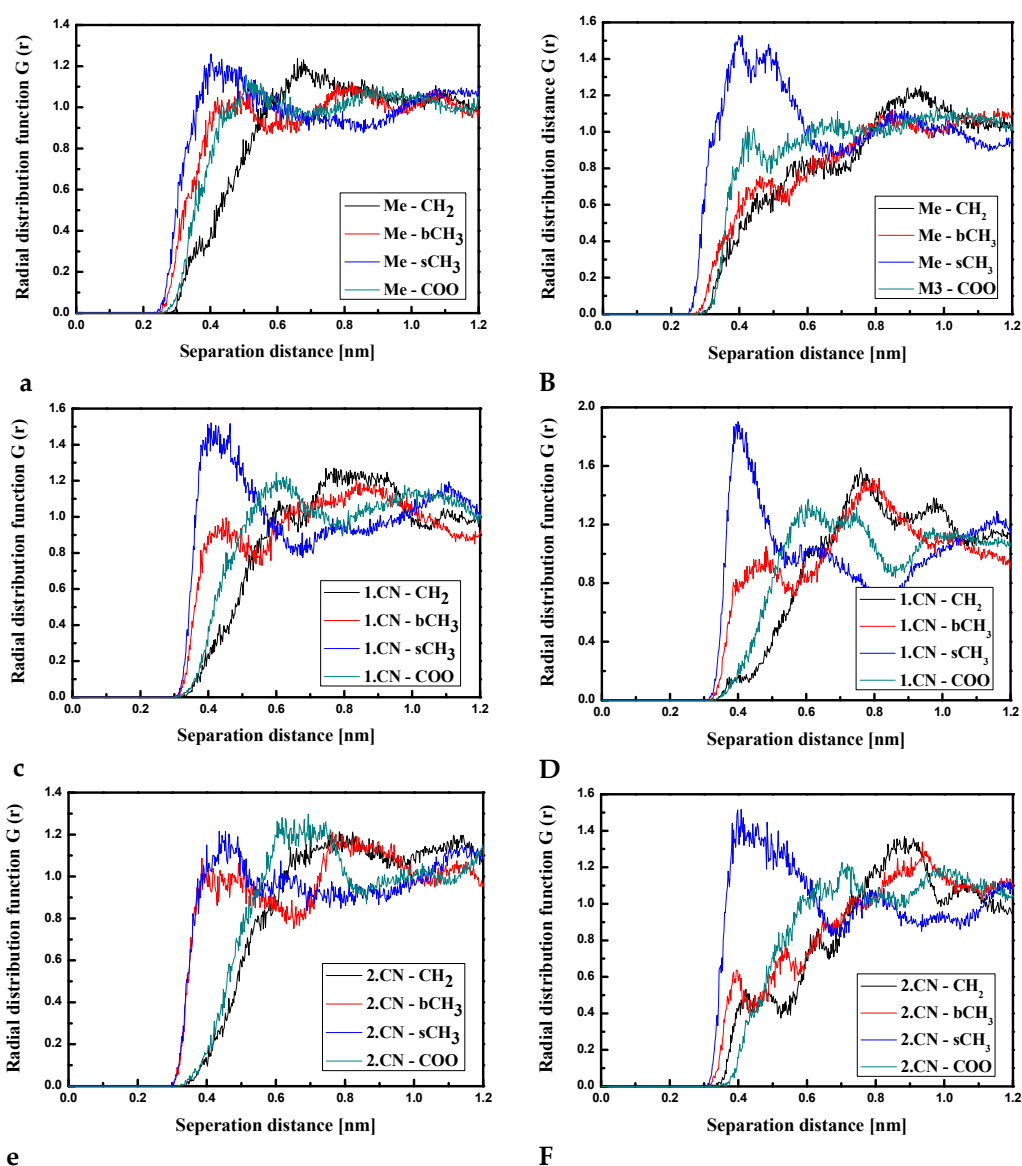 1.4
1.2
1.0
0.8
0.6
0.4
0.2
0.0
Radial distribution function G (r)
Me - CH2
Me - bCH3
Me - sCH3
Me - COO
0.0 0.2 0.4 0.6 0.8 1.0 1.2
Separation distance [nm]
a
1.6
1.4
1.2
1.0
0.8
0.6
0.4
0.2
0.0
Radial distribution distance G (r)
Me - CH2
Me - bCH3
Me - sCH3
M3 - COO
0.0 0.2 0.4 0.6 0.8 1.0 1.2
Separation distance [nm]
B
1.6
1.4
1.2
1.0
0.8
0.6
0.4
0.2
0.0
Radial distribution function G (r)
1.CN - CH2
1.CN - bCH3
1.CN - sCH3
1.CN - COO
0.0 0.2 0.4 0.6 0.8 1.0 1.2
Separation distance [nm]
c
2.0
1.6
1.2
0.8
0.4
0.0
Radial distribution function G (r)
1.CN - CH2
1.CN - bCH3
1.CN - sCH3
1.CN - COO
0.0 0.2 0.4 0.6 0.8 1.0 1.2
Separation distance [nm]
D
1.4
1.2
1.0
0.8
0.6
0.4
0.2
0.0
Radial distribution function G (r)
2.CN - CH2
2.CN - bCH3
2.CN - sCH3
2.CN - COO
0.0 0.2 0.4 0.6 0.8 1.0 1.2
Seperation distance [nm]
e
1.6
1.4
1.2
1.0
0.8
0.6
0.4
0.2
0.0
Radial distribution function G (r)
2.CN - CH2
2.CN - bCH3
2.CN - sCH3
2.CN - COO
0.0 0.2 0.4 0.6 0.8 1.0 1.2
Separation distance [nm]
F